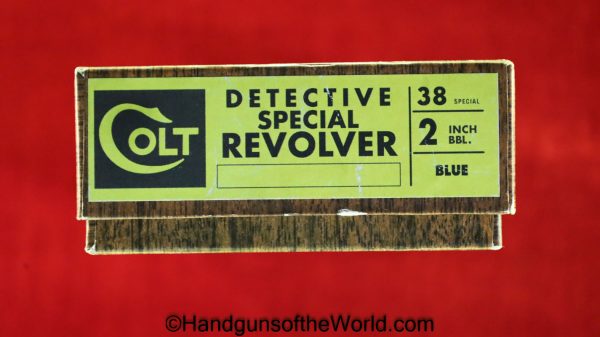 COLT
DETECTIVE
SPECIAL
REVOLVER
38 SPECIAL
2 INCH BBL.
BLUE
©HandgunsoftheWorld.com